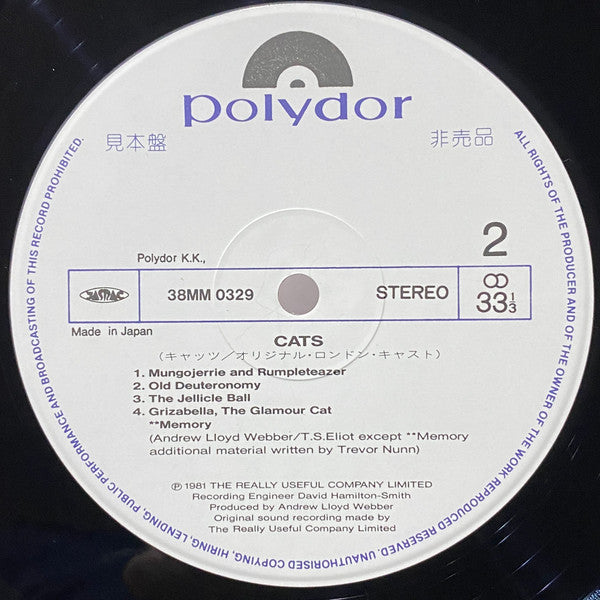 polydor
見本盤
非売品
2
Polydor K.K.,
JASRAC
38MM 0329
STEREO
33 1/3
Made in Japan
CATS
(キャッツ/オリジナル・ロンドン・キャスト)
1. Mungojerrie and Rumpleteazer
2. Old Deuteronomy
3. The Jellicle Ball
4. Grizabella, The Glamour Cat
**Memory
(Andrew Lloyd Webber/T.S.Eliot except **Memory
additional material written by Trevor Nunn)
Ⓟ 1981 THE REALLY USEFUL COMPANY LIMITED
Recording Engineer David Hamilton-Smith
Produced by Andrew Lloyd Webber
Original sound recording made by
The Really Useful Company Limited
ALL RIGHTS OF THE PRODUCER AND OF THE OWNER OF THE WORK REPRODUCED RESERVED. UNAUTHORISED COPYING, HIRING, LENDING, PUBLIC PERFORMANCE AND BROADCASTING OF THIS RECORD PROHIBITED.